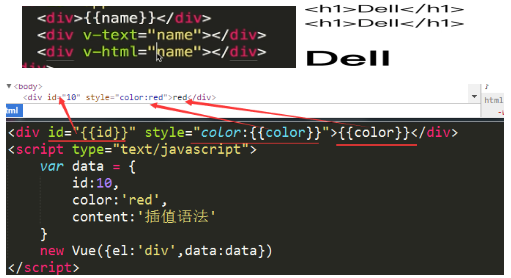 <div>{{name}}</div>
<div v-text="name"></div>
<div v-html="name"></div>
<h1>Dell</h1>
<h1>Dell</h1>
Dell
<body>
<div id="10" style="color:red">red</div>
html
<div id="{{id}}" style="color:{{color}}">{{color}}</div>
<script type="text/javascript">
var data = {
id:10,
color:'red',
content:'插值语法'
}
new Vue({el:'div',data:data})
</script>